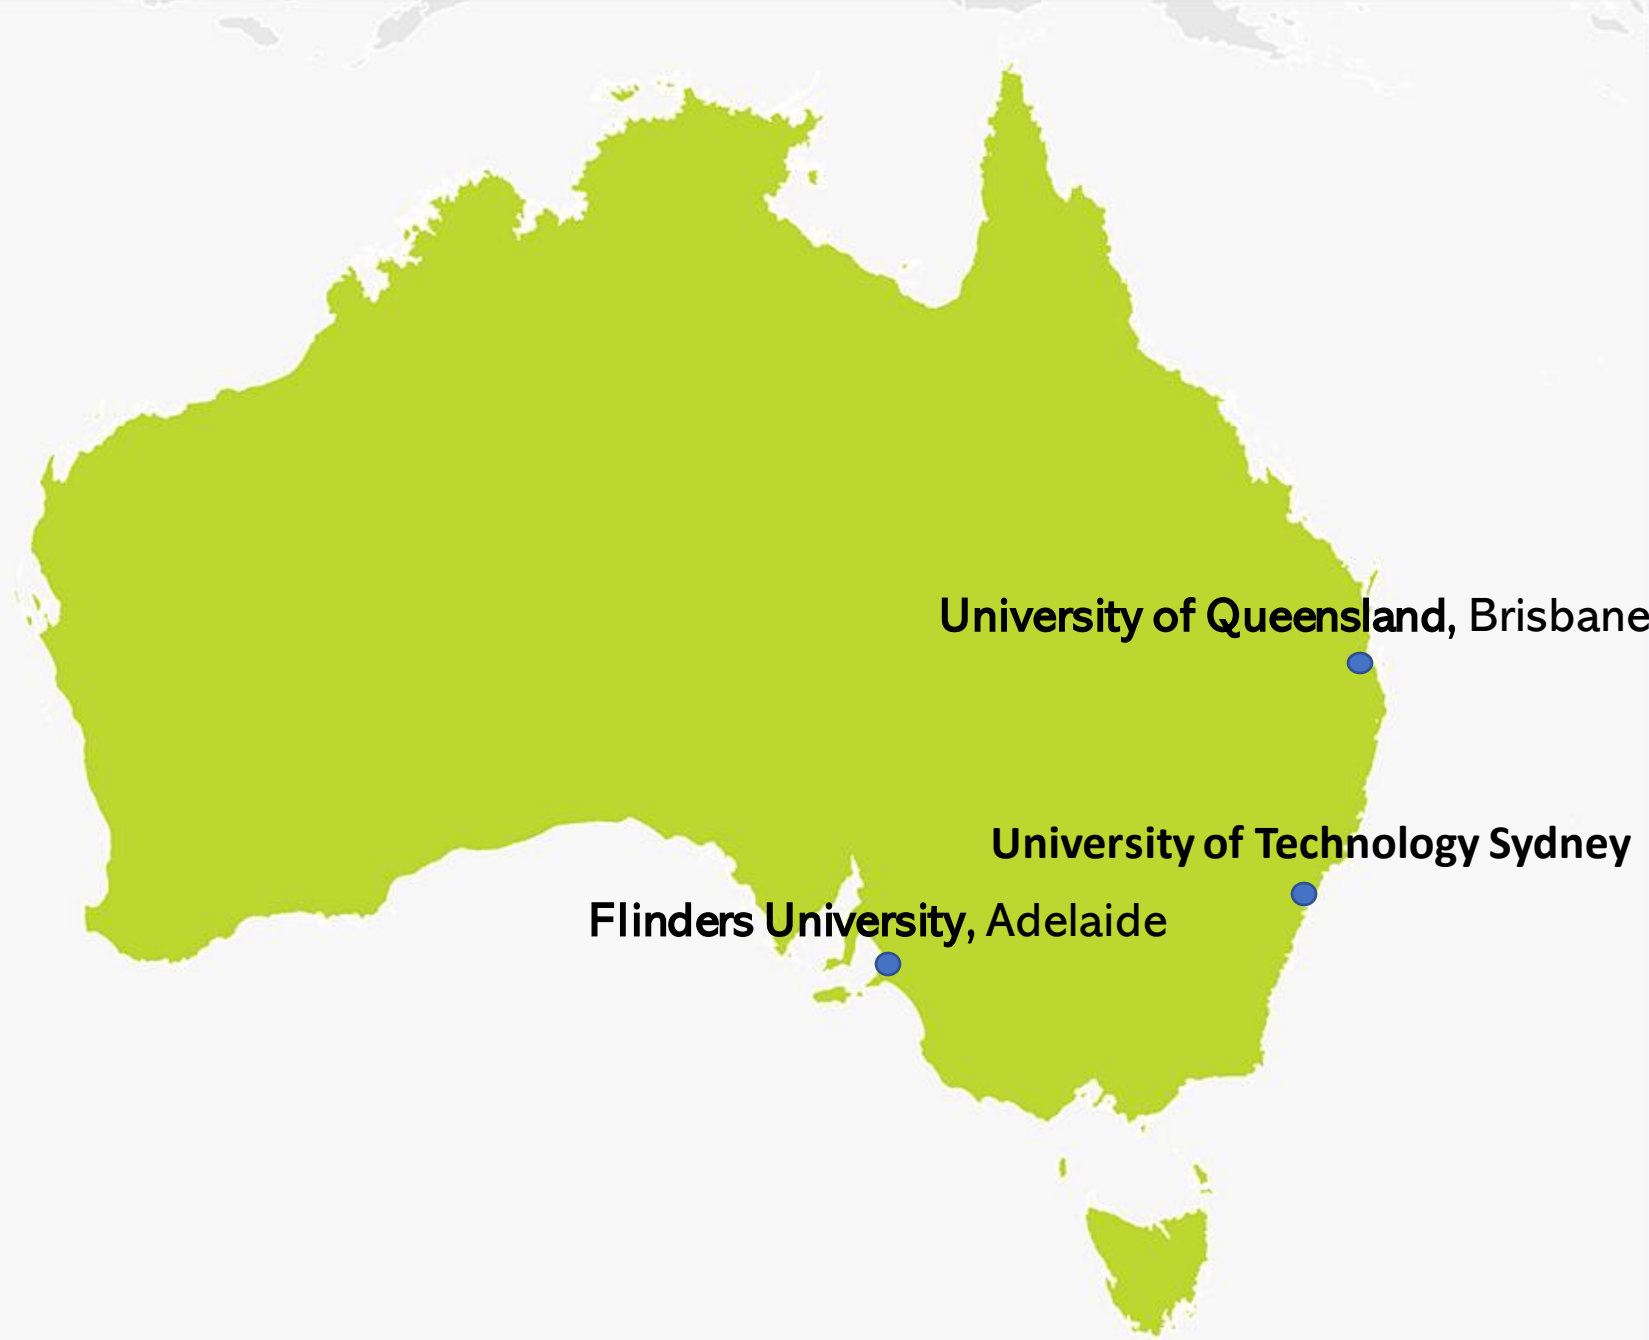 University of Queensland, Brisbane
University of Technology Sydney
Flinders University, Adelaide